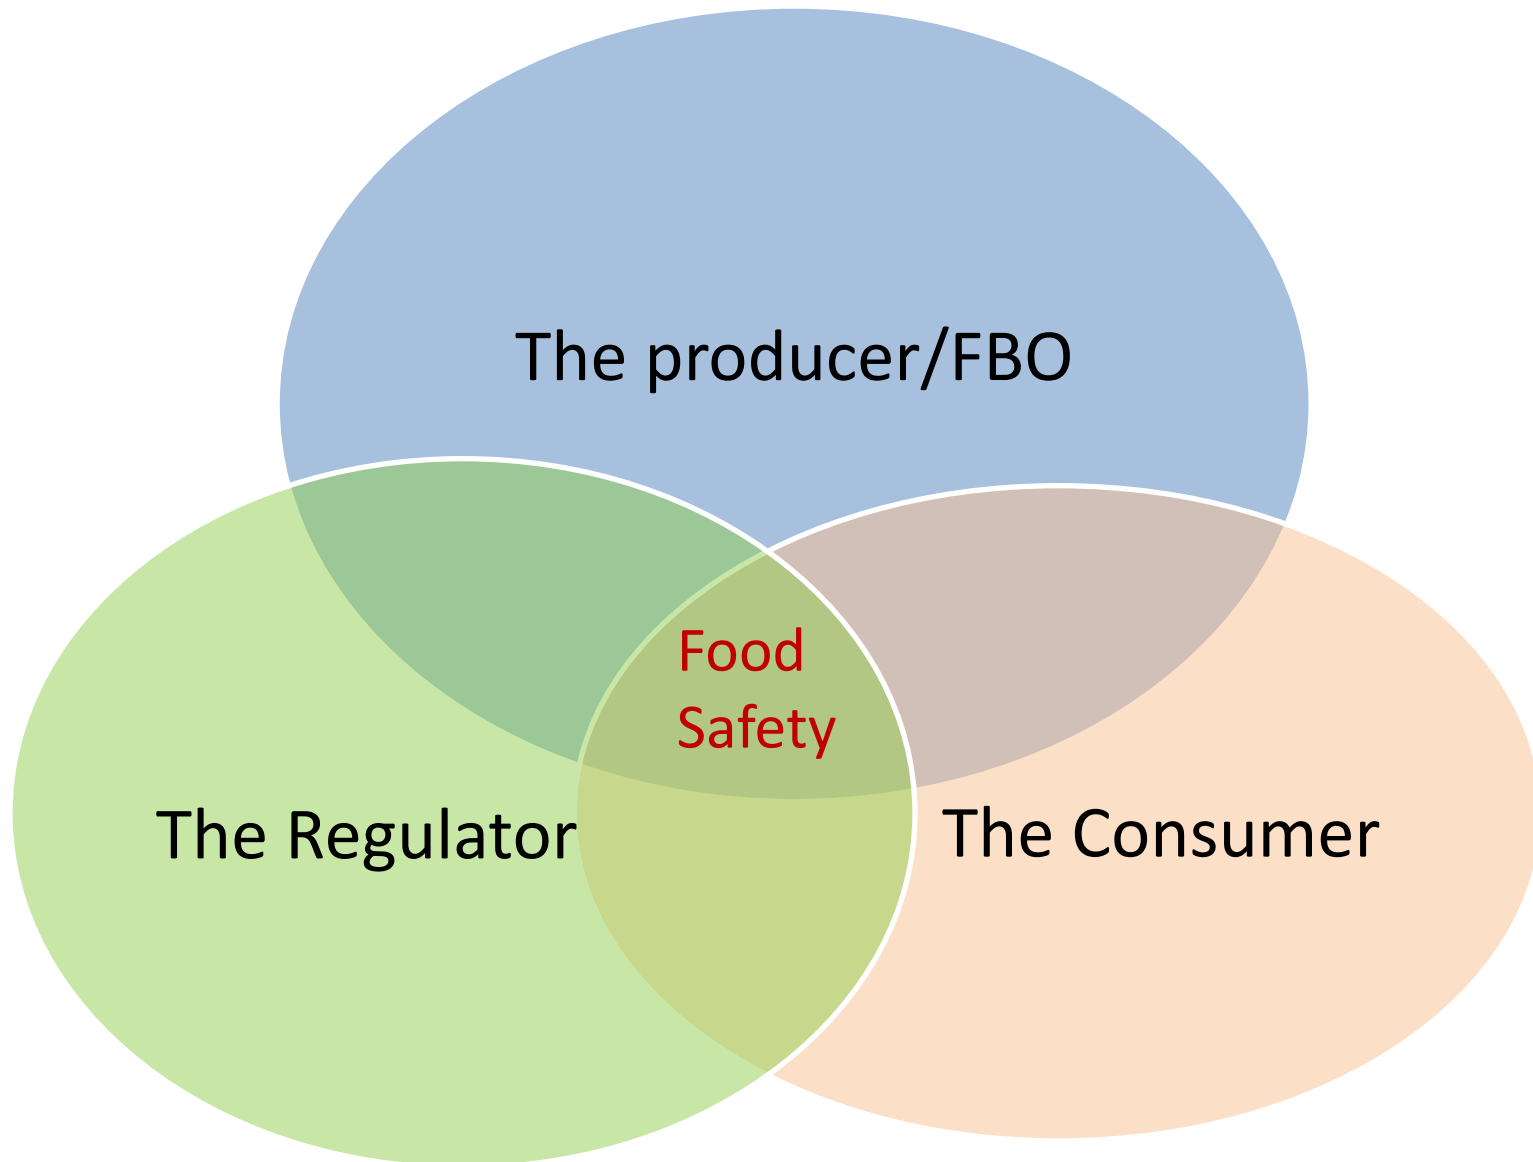 The producer/FBO
Food
Safety
The Regulator
The Consumer